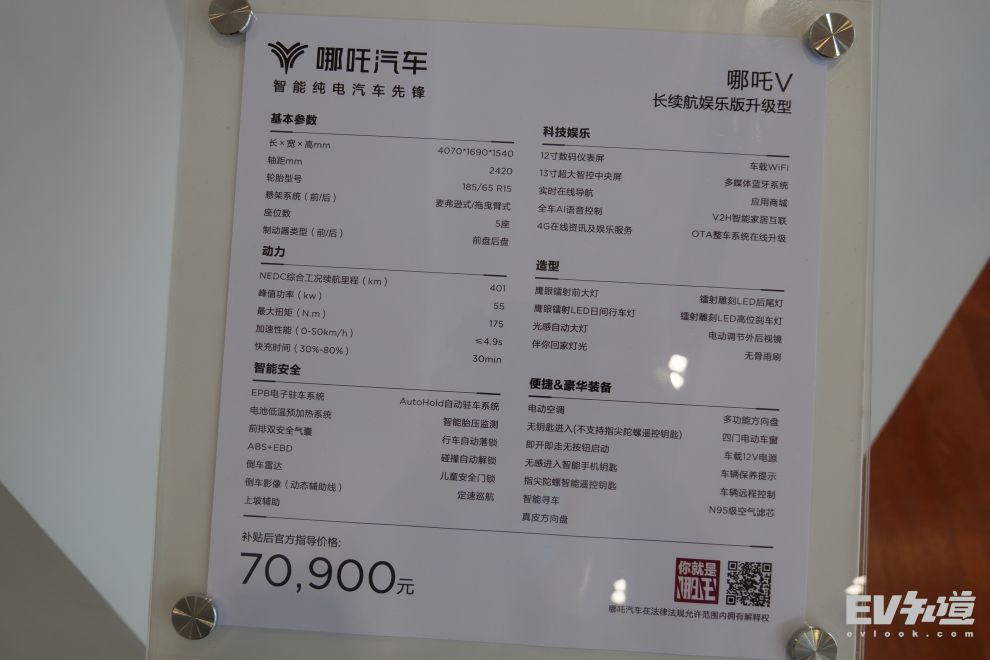 哪吒汽车
智能纯电汽车先锋
哪吒V
长续航娱乐版升级型
基本参数
长×宽×高mm 4070*1690*1540
轴距mm 2420
轮胎型号 185/65 R15
悬架系统（前/后） 麦弗逊式/拖曳臂式
座位数 5座
制动器类型（前/后） 前盘后盘
动力
NEDC综合工况续航里程（km） 401
峰值功率（kw） 55
最大扭矩（N.m） 175
加速性能（0-50km/h） ≤4.9s
快充时间（30%-80%） 30min
智能安全
EPB电子驻车系统 AutoHold自动驻车系统
电池低温预加热系统 智能胎压监测
前排双安全气囊 行车自动落锁
ABS+EBD 碰撞自动解锁
倒车雷达 儿童安全门锁
倒车影像（动态辅助线） 定速巡航
上坡辅助
科技娱乐
12寸数码仪表屏 车载WiFi
13寸超大智控中央屏 多媒体蓝牙系统
实时在线导航 应用商城
全车AI语音控制 V2H智能家居互联
4G在线资讯及娱乐服务 OTA整车系统在线升级
造型
鹰眼镭射前大灯 镭射雕刻LED后尾灯
鹰眼镭射LED日间行车灯 镭射雕刻LED高位刹车灯
光感自动大灯 电动调节外后视镜
伴你回家灯光 无骨雨刷
便捷&豪华装备
电动空调 多功能方向盘
无钥匙进入(不支持指尖陀螺遥控钥匙) 四门电动车窗
即开即走无按钮启动 车载12V电源
无感进入智能手机钥匙 车辆保养提示
指尖陀螺智能遥控钥匙 车辆远程控制
智能寻车 N95级空气滤芯
真皮方向盘
补贴后官方指导价格:
70,900元
你就是
哪吒
哪吒汽车在法律法规允许范围内拥有解释权
EV知道
evlook.com